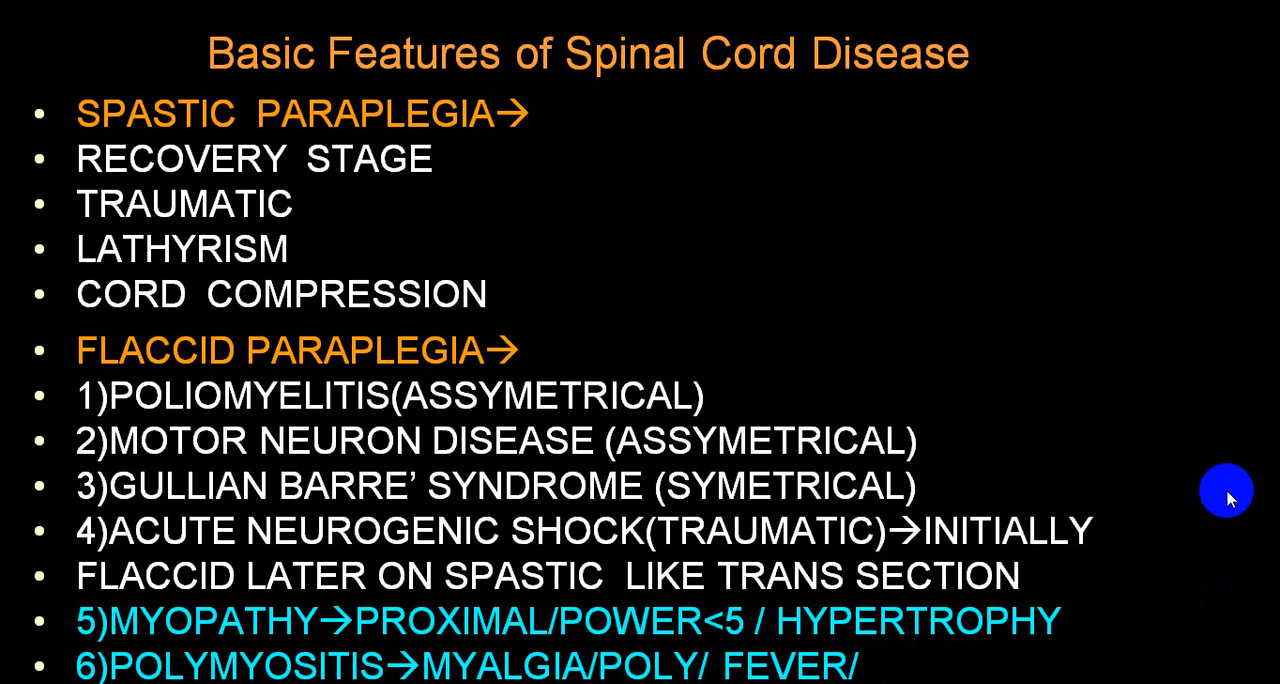 Basic Features of Spinal Cord Disease
• SPASTIC PARAPLEGIA→
• RECOVERY STAGE
• TRAUMATIC
• LATHYRISM
• CORD COMPRESSION
• FLACCID PARAPLEGIA→
• 1)POLIOMYELITIS(ASSYMETRICAL)
• 2)MOTOR NEURON DISEASE (ASSYMETRICAL)
• 3)GULLIAN BARRE’ SYNDROME (SYMETRICAL)
• 4)ACUTE NEUROGENIC SHOCK(TRAUMATIC)→INITIALLY
• FLACCID LATER ON SPASTIC LIKE TRANS SECTION
• 5)MYOPATHY→PROXIMAL/POWER<5 / HYPERTROPHY
• 6)POLYMYOSITIS→MYALGIA/POLY/ FEVER/